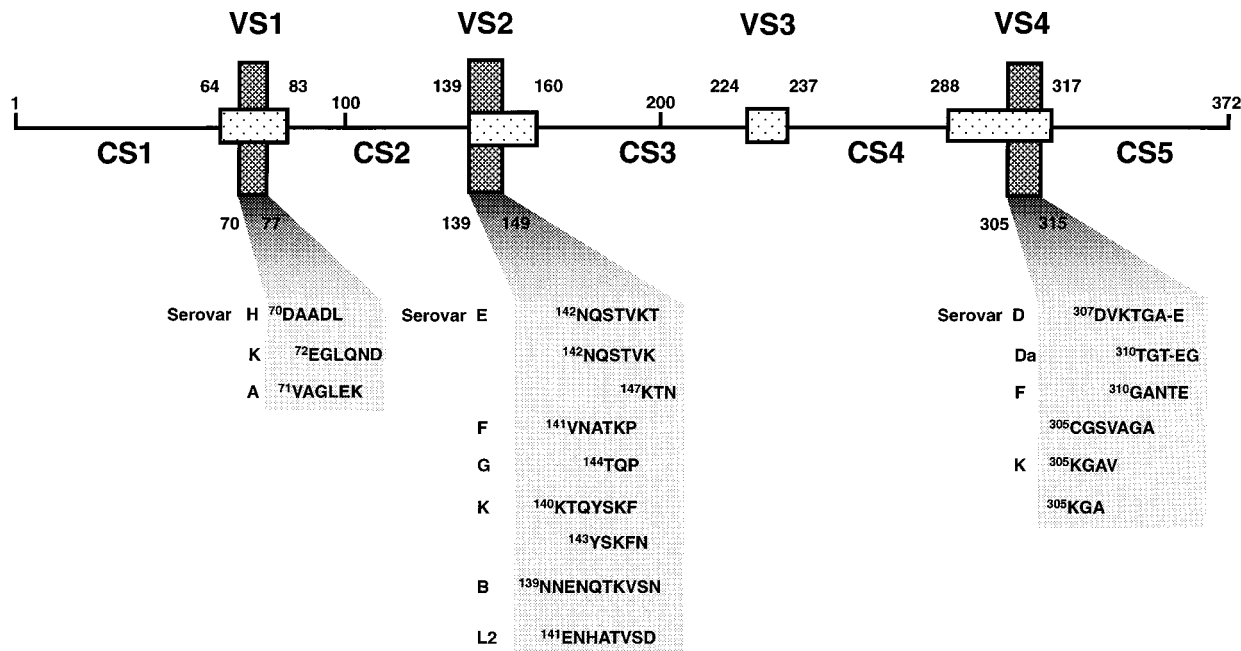 VS1 VS2 VS3 VS4
64 83 139 160 224 237 288 317
1 100 200 372
CS1 CS2 CS3 CS4 CS5
70 77 139 149 305 315
Serovar H 70DAADL Serovar E 142NQSTVKT Serovar D 307DVKTGA-E
K 72EGLQND 142NQSTVK Da 310TGT-EG
A 71VAGLEK 147KTN F 310GANTE
F 141VNATKP 305CGSVAGA
G 144TQP K 305KGAV
K 140KTQYSKF 305KGA
143YSKFN
B 139NNENQTKVSN
L2 141ENHATVSD